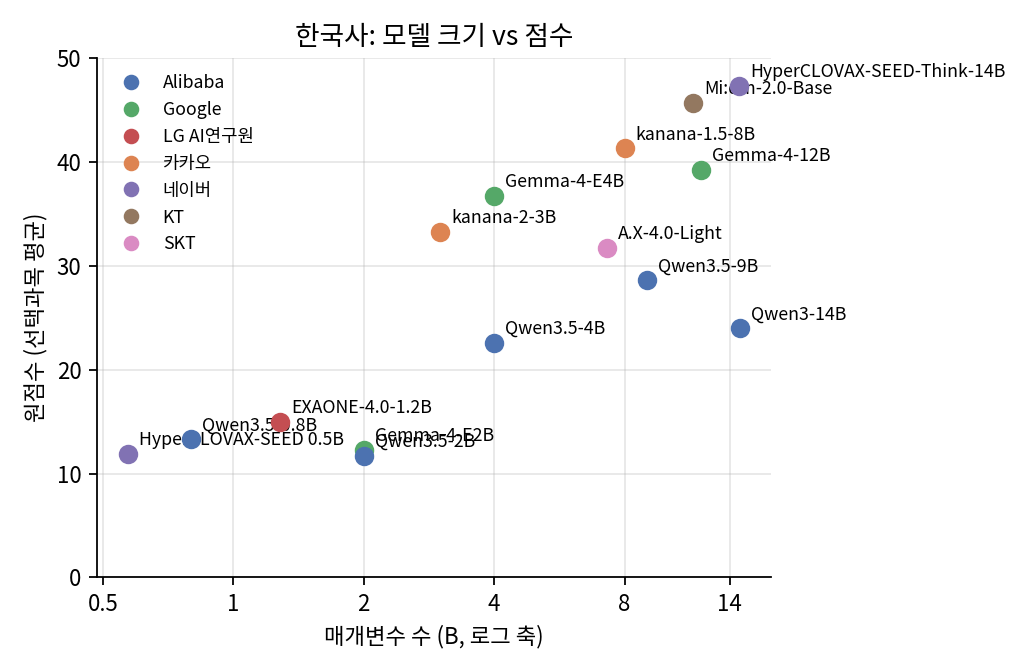 한국사: 모델 크기 vs 점수
원점수 (선택과목 평균)
50
40
30
20
10
0
Alibaba
Google
LG AI연구원
카카오
네이버
KT
SKT
HyperCLOVAX-SEED-Think-14B
-2.0-Base
kanana-1.5-8B
Gemma-4-12B
Gemma-4-E4B
kanana-2-3B
A.X-4.0-Light
Qwen3.5-9B
Qwen3-14B
Qwen3.5-4B
EXAONE-4.0-1.2B
Qwen3.5-0.8B
HyperCLOVAX-SEED 0.5B
Gemma-4-E2B
Qwen3.5-2B
0.5
1
2
4
8
14
매개변수 수 (B, 로그 축)